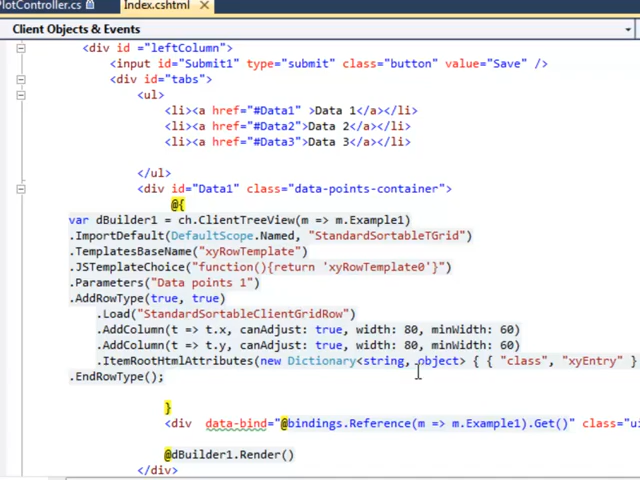 PlotController.cs
Index.cshtml
Client Objects & Events
<div id ="leftColumn">
<input id="Submit1" type="submit" class="button" value="Save" />
<div id="tabs">
<ul>
<li><a href="#Data1" >Data 1</a></li>
<li><a href="#Data2">Data 2</a></li>
<li><a href="#Data3">Data 3</a></li>
</ul>
<div id="Data1" class="data-points-container">
@{
var dBuilder1 = ch.ClientTreeView(m => m.Example1)
.ImportDefault(DefaultScope.Named, "StandardSortableTGrid")
.TemplatesBaseName("xyRowTemplate")
.JSTemplateChoice("function(){return 'xyRowTemplate0'}")
.Parameters("Data points 1")
.AddRowType(true, true)
.Load("StandardSortableClientGridRow")
.AddColumn(t => t.x, canAdjust: true, width: 80, minWidth: 60)
.AddColumn(t => t.y, canAdjust: true, width: 80, minWidth: 60)
.ItemRootHtmlAttributes(new Dictionary<string, object> { { "class", "xyEntry" }
.EndRowType();
}
<div data-bind="@bindings.Reference(m => m.Example1).Get()" class="ui
@dBuilder1.Render()
</div>